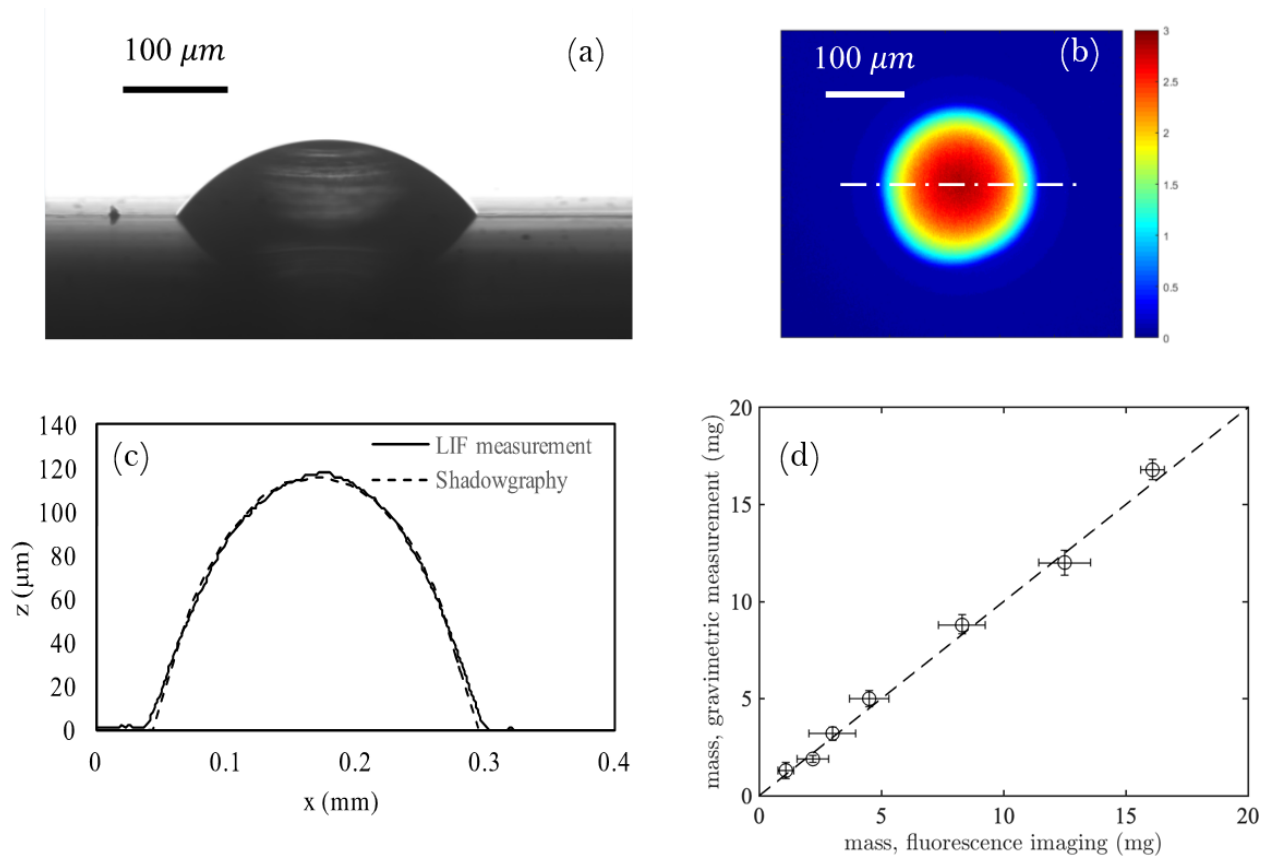 100 μm
(a)
100 μm
(b)
3
2.5
2
1.5
1
0.5
0
(c)
LIF measurement
Shadowgraphy
140
120
100
80
60
40
20
0
z (μm)
0
0.1
0.2
0.3
0.4
x (mm)
(d)
20
15
10
5
0
mass, gravimetric measurement (mg)
0
5
10
15
20
mass, fluorescence imaging (mg)